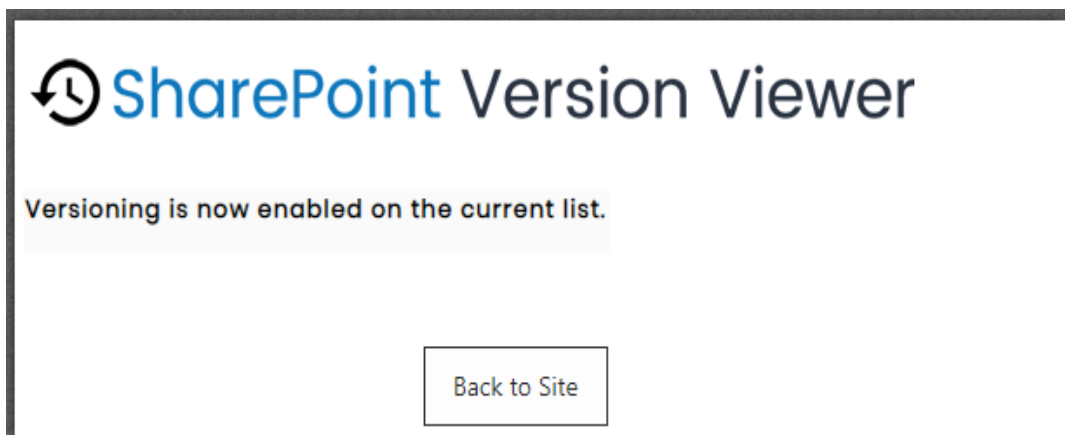 SharePoint Version Viewer
Versioning is now enabled on the current list.
Back to Site